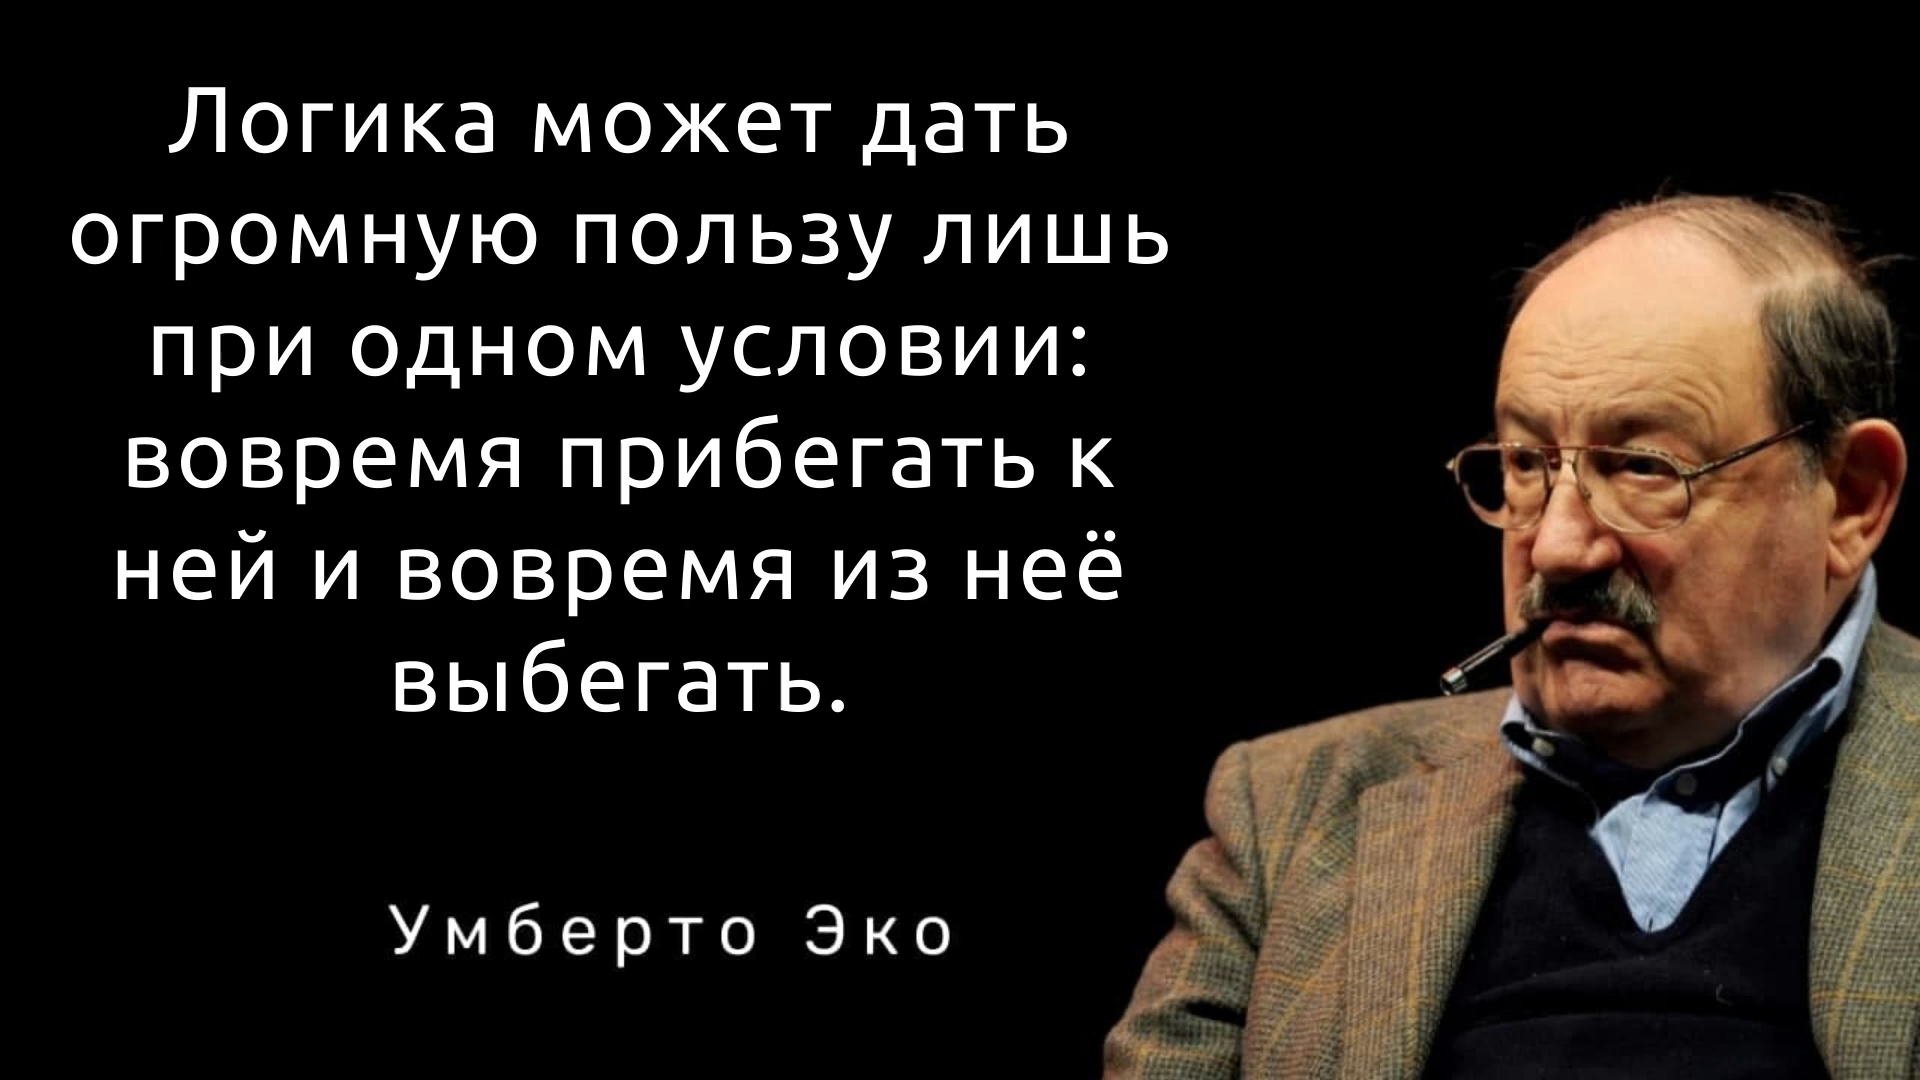 Логика может дать
огромную пользу лишь
при одном условии:
вовремя прибегать к
ней и вовремя из неё
выбегать.
Умберто Эко